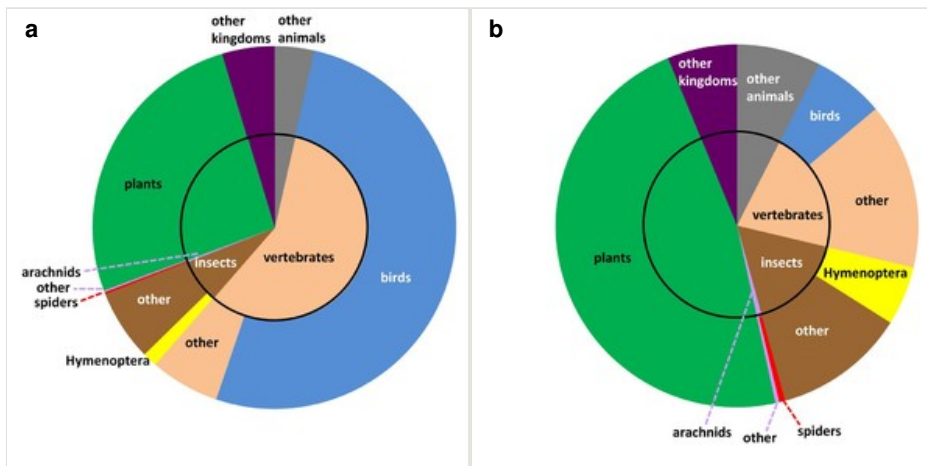 a
other
kingdoms
other
animals
plants
vertebrates
birds
arachnids
other
spiders
insects
other
Hymenoptera
other
b
other
kingdoms
other
animals
birds
other
vertebrates
plants
insects
Hymenoptera
other
arachnids
other
spiders